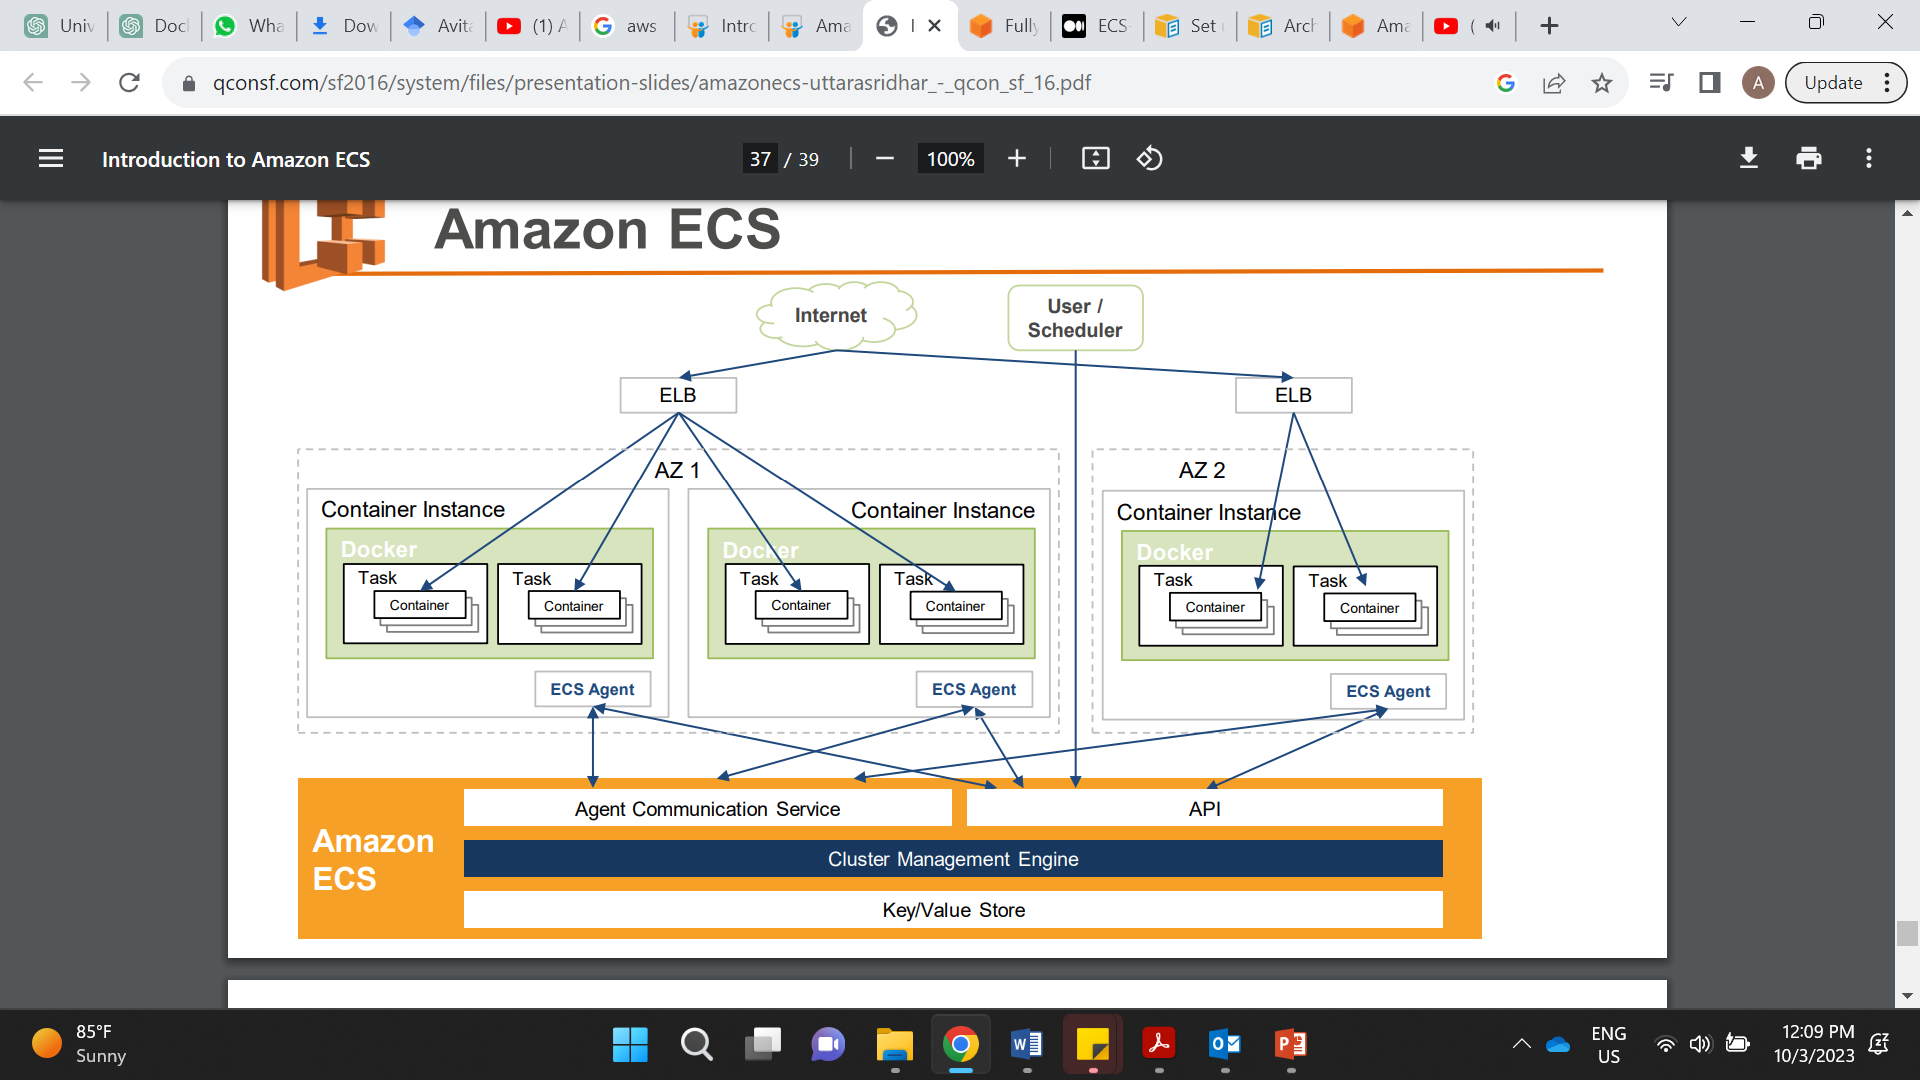 Univ
Docl
Wha
Dow
Avita
(1) A
aws
Intro
Ama
Fully
ECS
Set
Arch
Ama
qconsf.com/sf2016/system/files/presentation-slides/amazonecs-uttarasridhar_-_qcon_sf_16.pdf
A
Update
Introduction to Amazon ECS
37 / 39
100%
Amazon ECS
Internet
User /
Scheduler
ELB
ELB
AZ 1
AZ 2
Container Instance
Container Instance
Container Instance
Docker
Docker
Docker
Task
Task
Task
Task
Task
Task
Container
Container
Container
Container
Container
Container
ECS Agent
ECS Agent
ECS Agent
Amazon
ECS
Agent Communication Service
API
Cluster Management Engine
Key/Value Store
85°F
Sunny
ENG
US
12:09 PM
10/3/2023